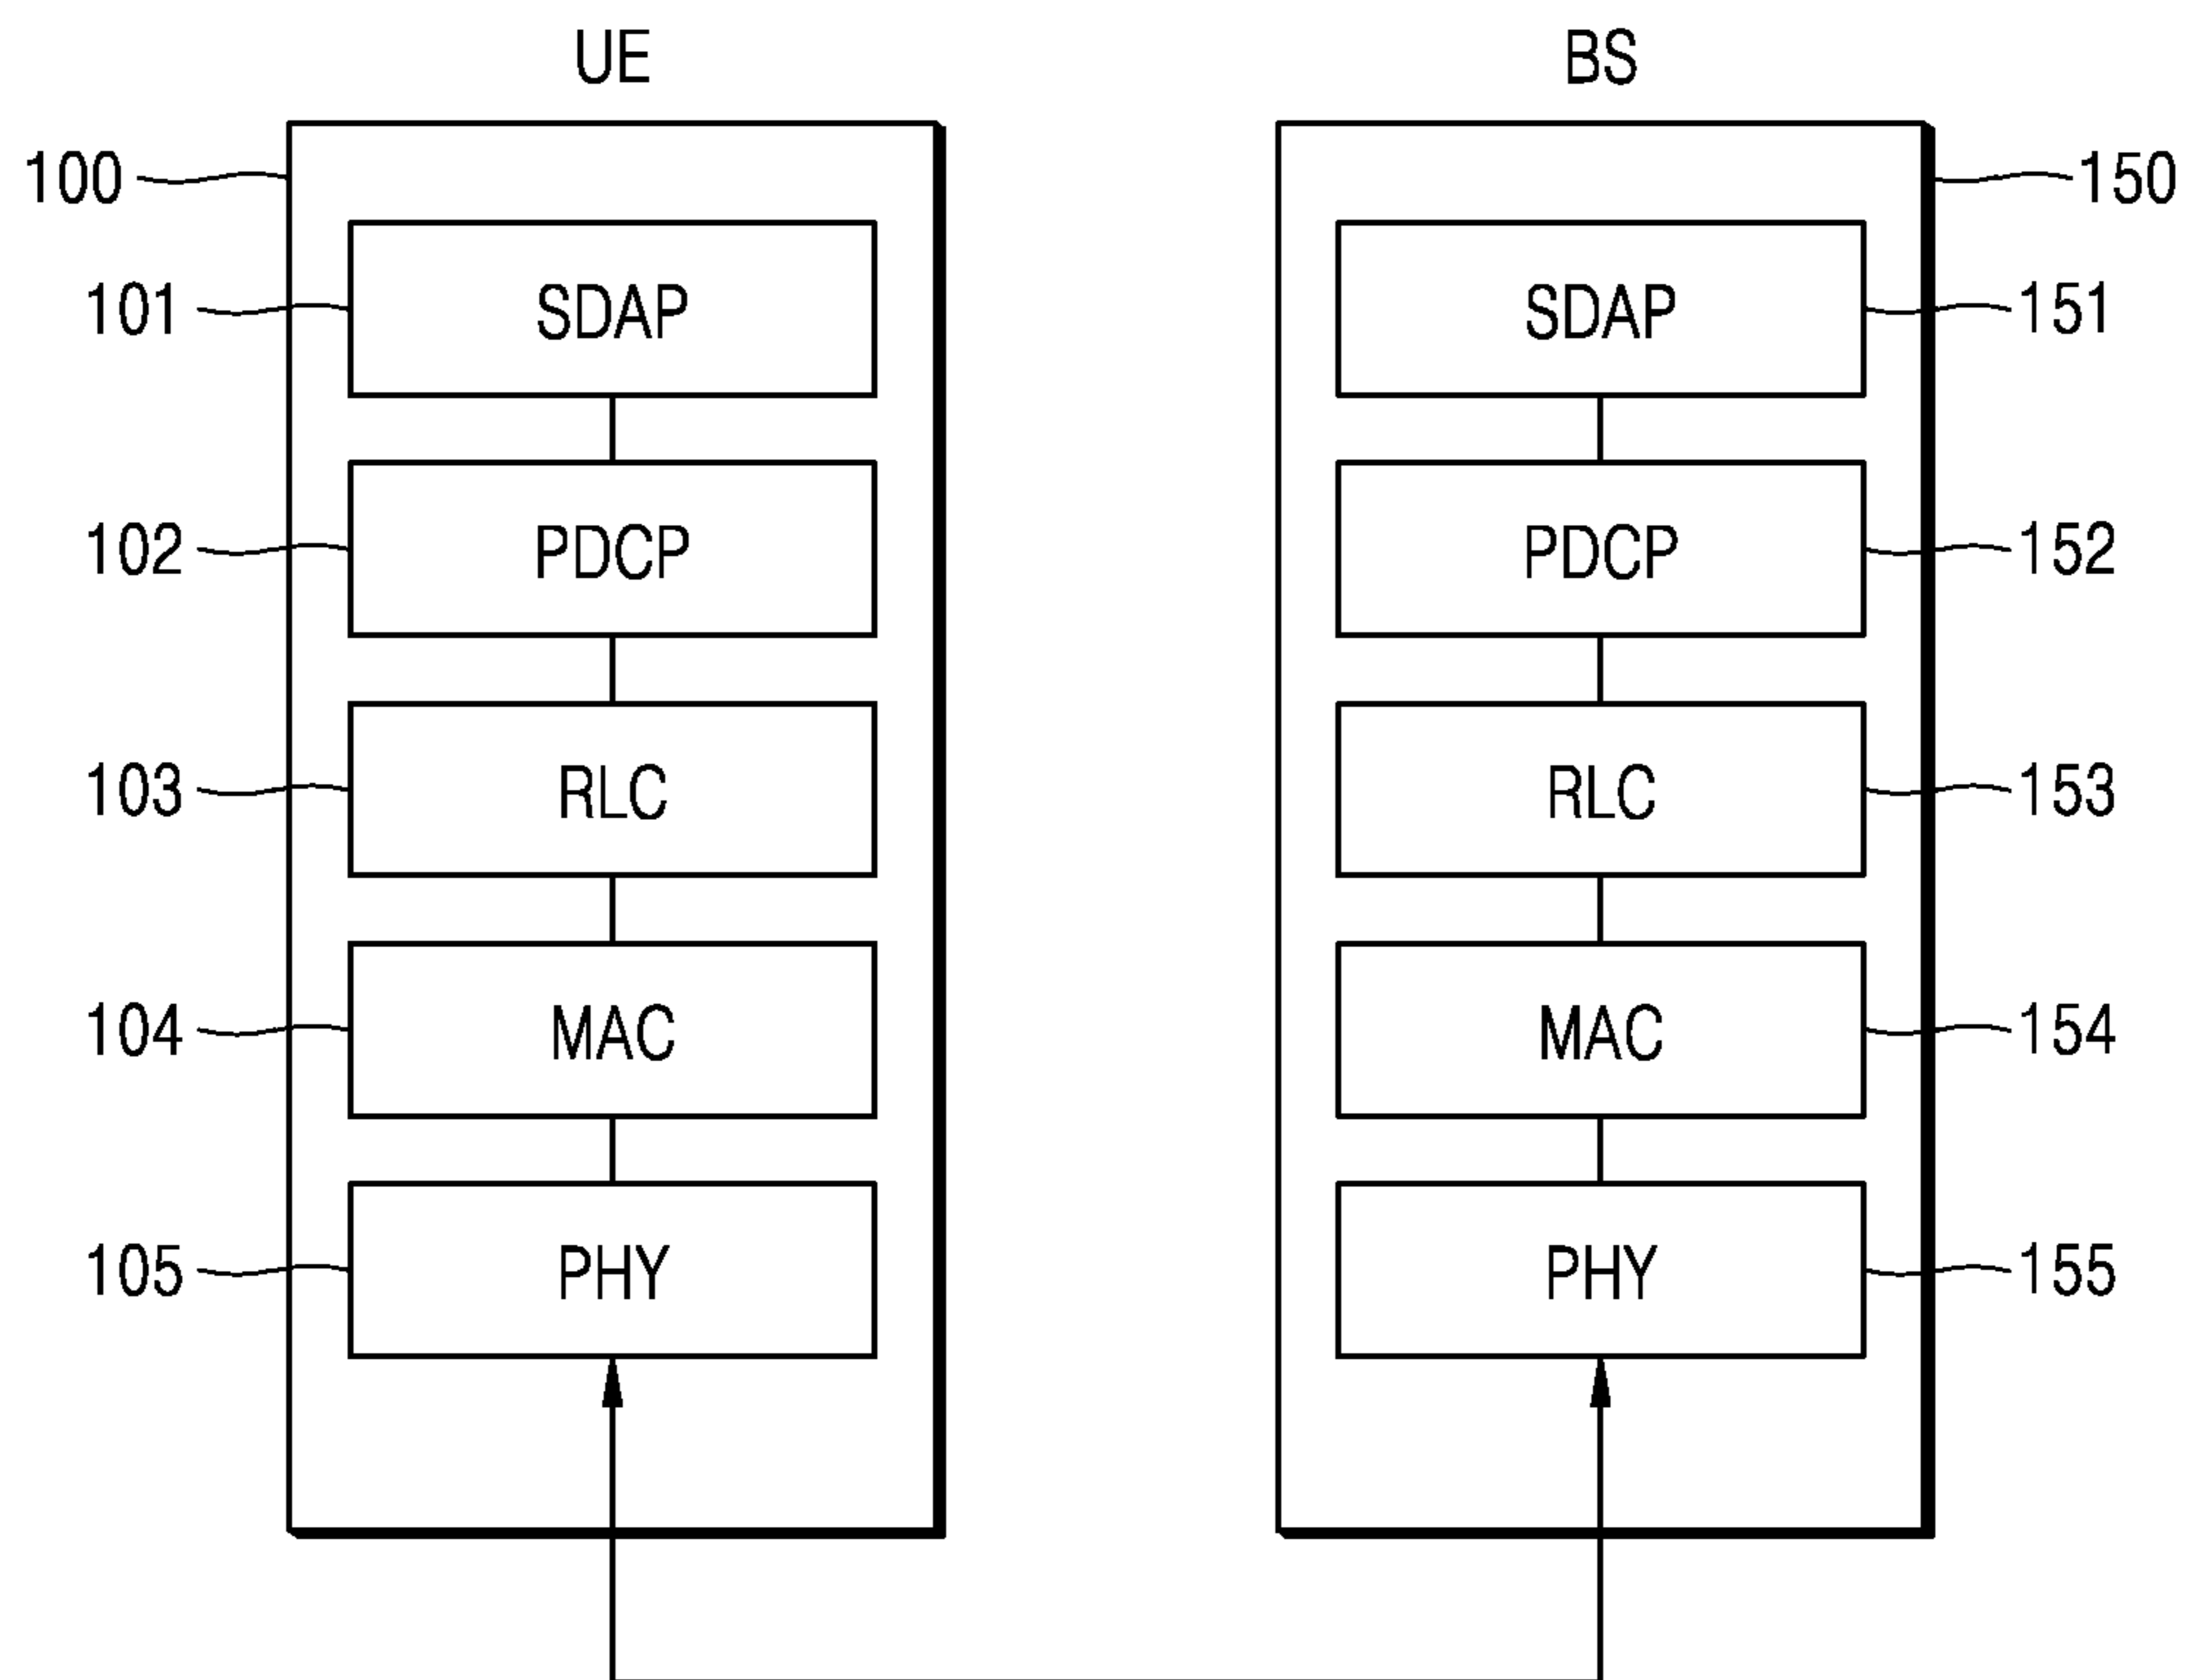 UE BS
100 150
101 SDAP SDAP 151
102 PDCP PDCP 152
103 RLC RLC 153
104 MAC MAC 154
105 PHY PHY 155